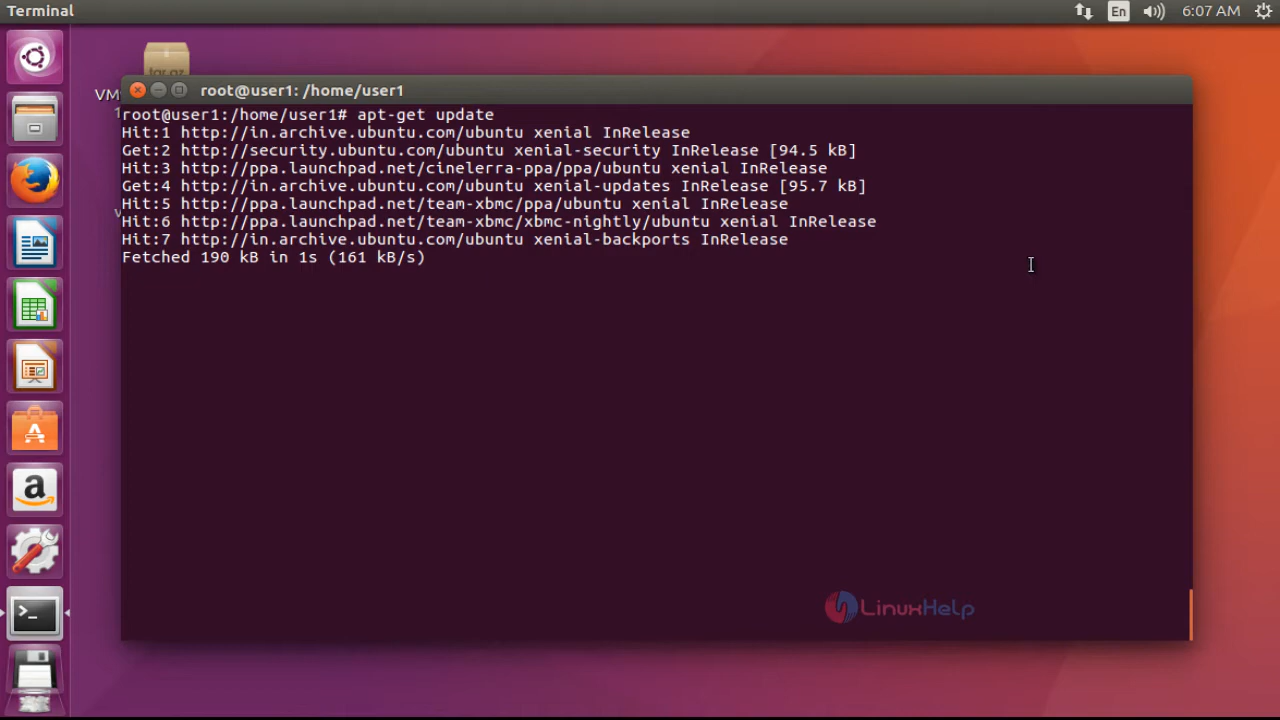 Terminal
En
6:07 AM
tar.gz
VM
root@user1: /home/user1
root@user1:/home/user1# apt-get update
Hit:1 http://in.archive.ubuntu.com/ubuntu xenial InRelease
Get:2 http://security.ubuntu.com/ubuntu xenial-security InRelease [94.5 kB]
Hit:3 http://ppa.launchpad.net/cinelerra-ppa/ppa/ubuntu xenial InRelease
Get:4 http://in.archive.ubuntu.com/ubuntu xenial-updates InRelease [95.7 kB]
Hit:5 http://ppa.launchpad.net/team-xbmc/ppa/ubuntu xenial InRelease
Hit:6 http://ppa.launchpad.net/team-xbmc/xbmc-nightly/ubuntu xenial InRelease
Hit:7 http://in.archive.ubuntu.com/ubuntu xenial-backports InRelease
Fetched 190 kB in 1s (161 kB/s)
LinuxHelp